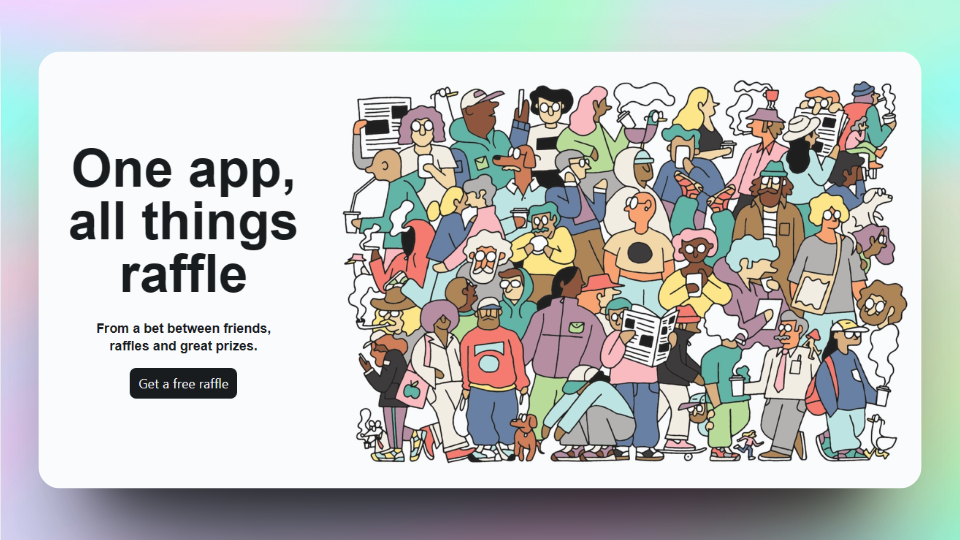 One app,
all things
raffle
From a bet between friends,
raffles and great prizes.
Get a free raffle